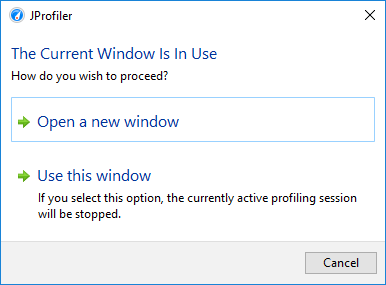 JProfiler
The Current Window Is In Use
How do you wish to proceed?
Open a new window
Use this window
If you select this option, the currently active profiling session
will be stopped.
Cancel